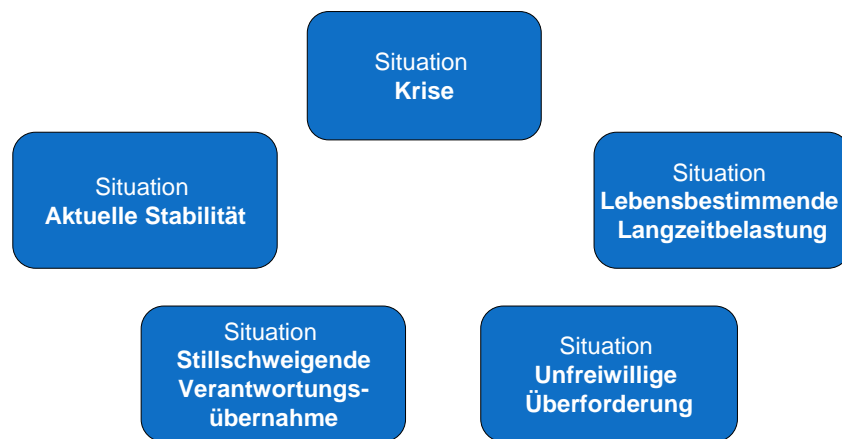 Situation
Krise
Situation
Aktuelle Stabilität
Situation
Lebensbestimmende
Langzeitbelastung
Situation
Stillschweigende
Verantwortungs-
übernahme
Situation
Unfreiwillige
Überforderung